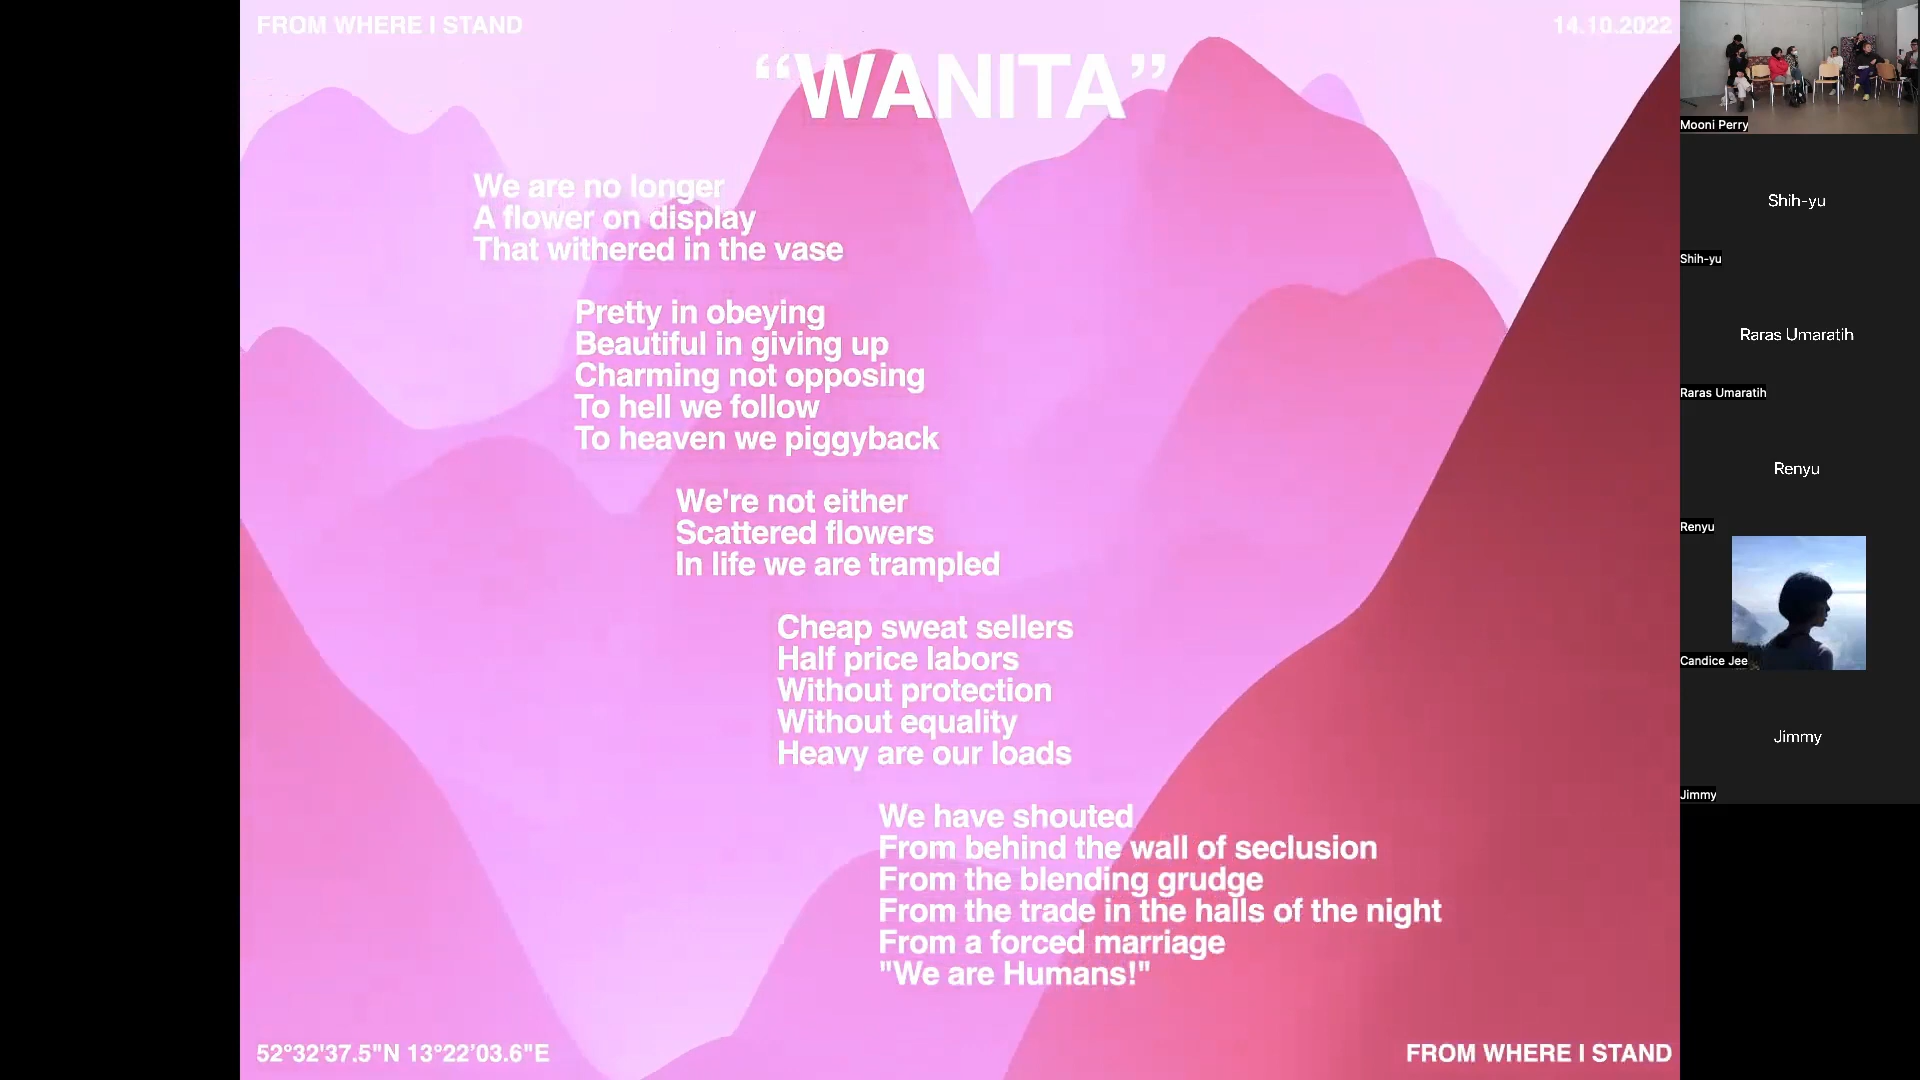 FROM WHERE I STAND
14.10.2022
“WANITA”
We are no longer
A flower on display
That withered in the vase
Pretty in obeying
Beautiful in giving up
Charming not opposing
To hell we follow
To heaven we piggyback
We're not either
Scattered flowers
In life we are trampled
Cheap sweat sellers
Half price labors
Without protection
Without equality
Heavy are our loads
We have shouted
From behind the wall of seclusion
From the blending grudge
From the trade in the halls of the night
From a forced marriage
"We are Humans!"
52°32'37.5"N 13°22’03.6"E
FROM WHERE I STAND
Mooni Perry
Shih-yu
Shih-yu
Raras Umaratih
Raras Umaratih
Renyu
Renyu
Candice Jee
Jimmy
Jimmy